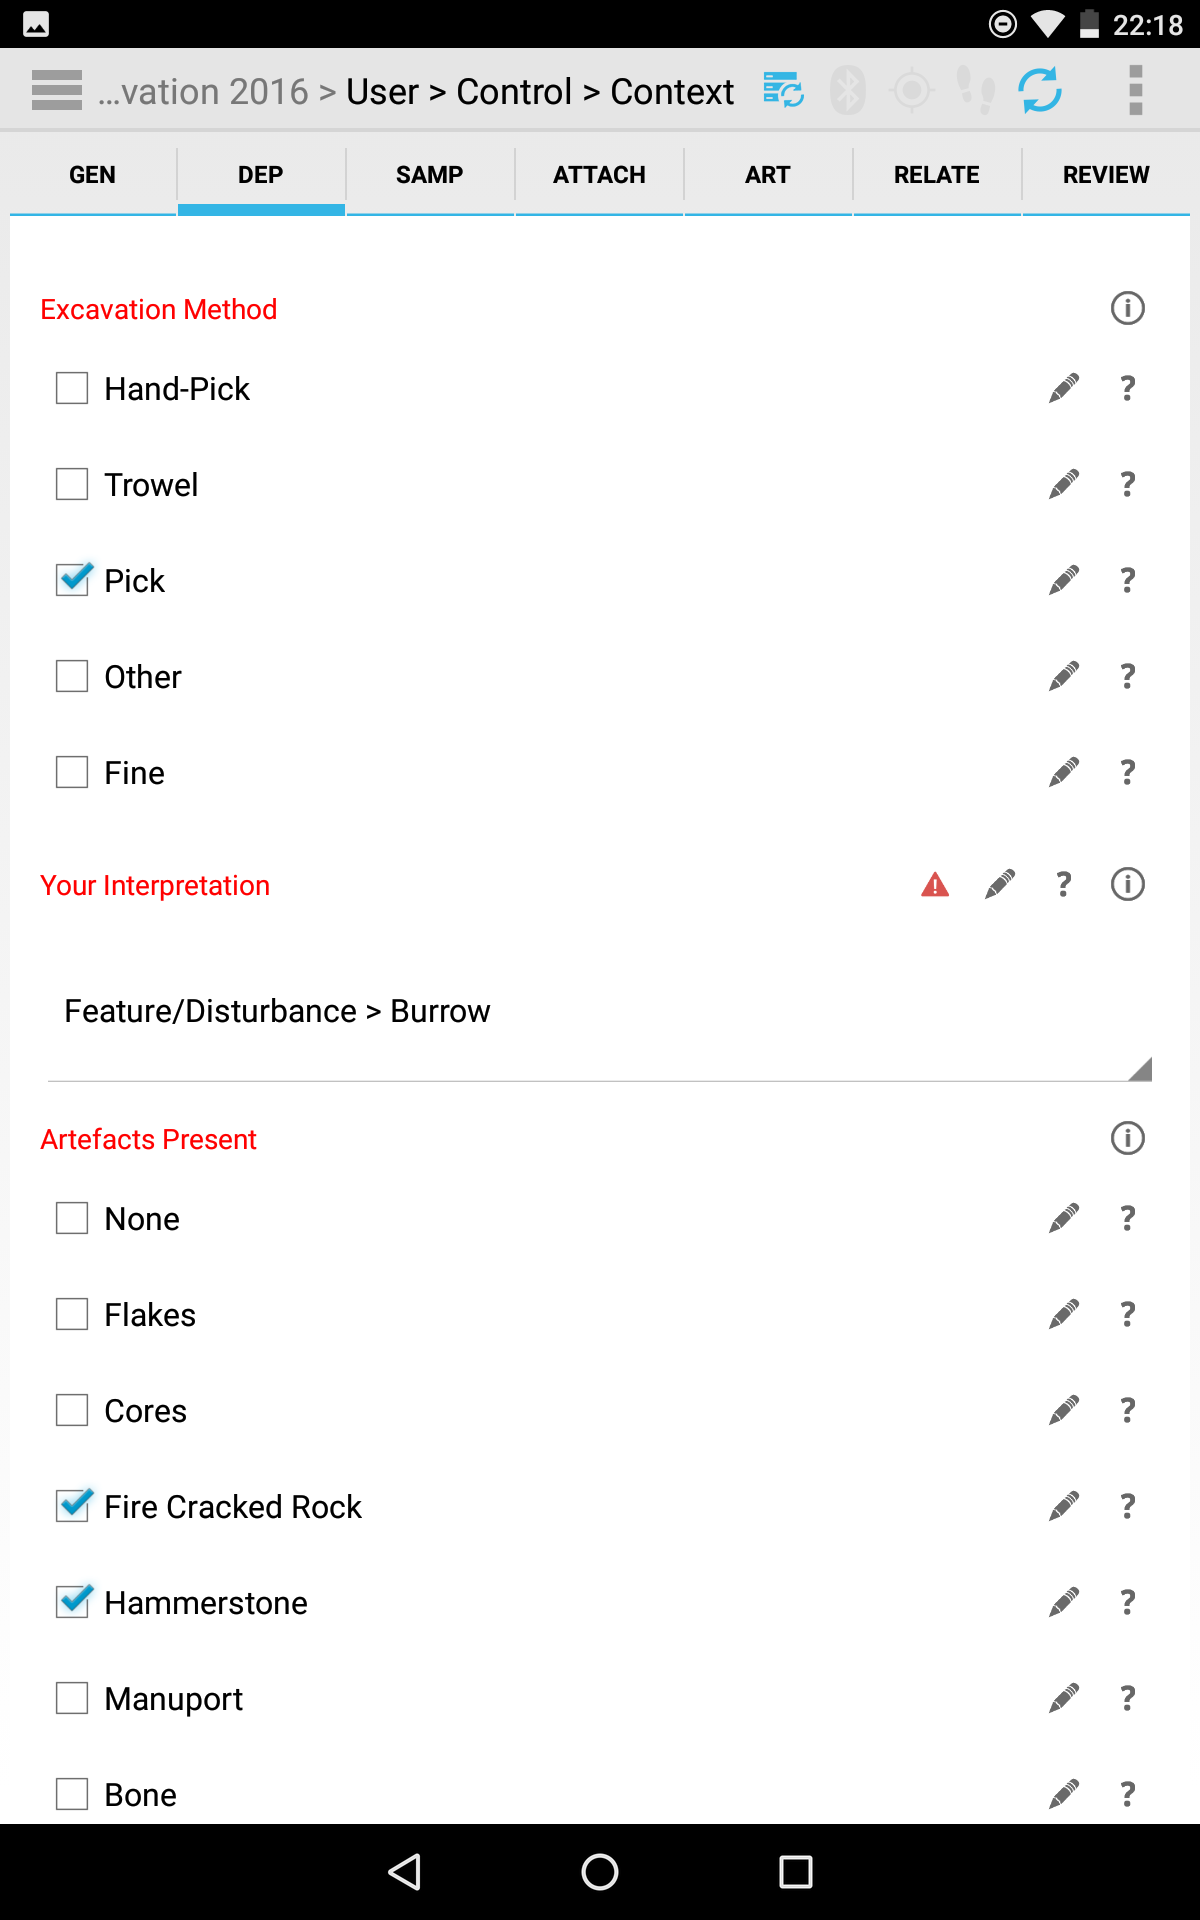 22:18
...vation 2016 > User > Control > Context
GEN DEP SAMP ATTACH ART RELATE REVIEW
Excavation Method
Hand-Pick ?
Trowel ?
Pick ?
Other ?
Fine ?
Your Interpretation ?
Feature/Disturbance > Burrow
Artefacts Present
None ?
Flakes ?
Cores ?
Fire Cracked Rock ?
Hammerstone ?
Manuport ?
Bone ?